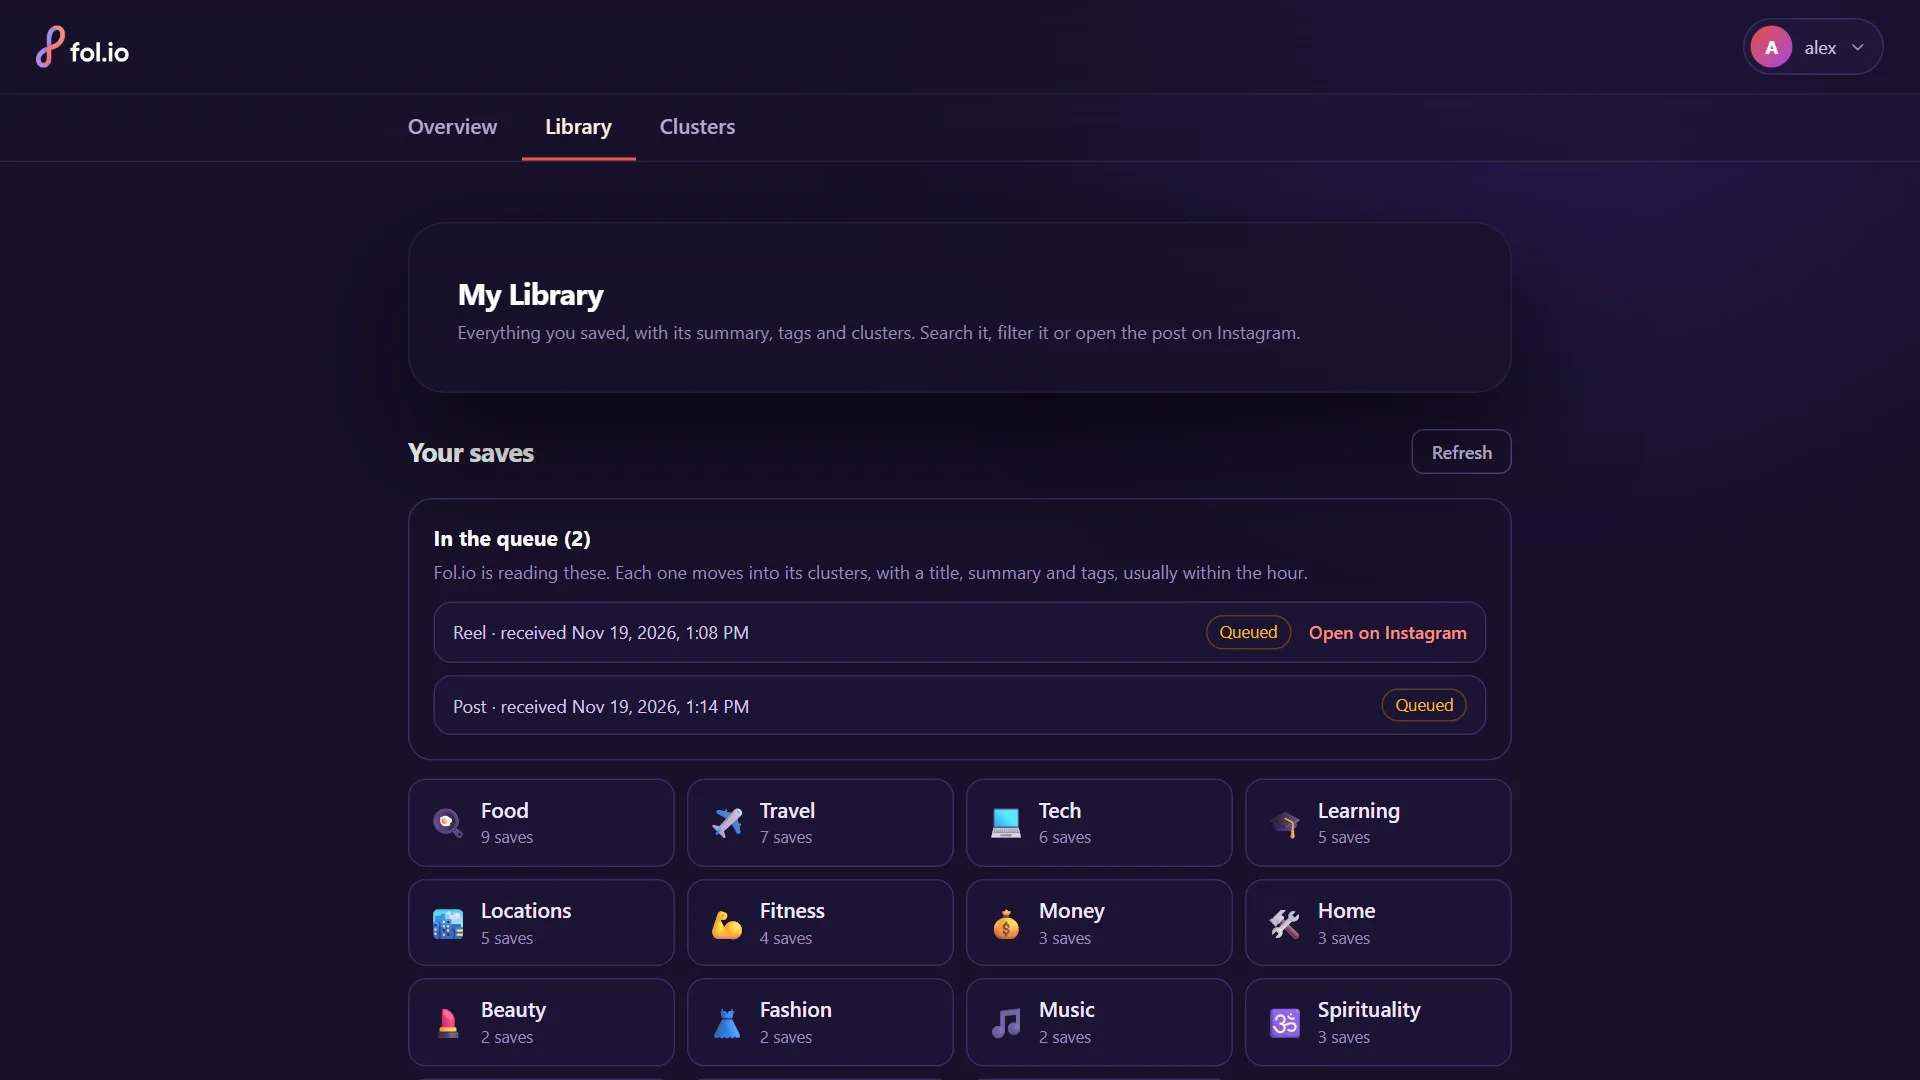 fol.io
A alex
Overview Library Clusters
My Library
Everything you saved, with its summary, tags and clusters. Search it, filter it or open the post on Instagram.
Your saves
Refresh
In the queue (2)
Fol.io is reading these. Each one moves into its clusters, with a title, summary and tags, usually within the hour.
Reel · received Nov 19, 2026, 1:08 PM Queued Open on Instagram
Post · received Nov 19, 2026, 1:14 PM Queued
Food Travel Tech Learning
9 saves 7 saves 6 saves 5 saves
Locations Fitness Money Home
5 saves 4 saves 3 saves 3 saves
Beauty Fashion Music Spirituality
2 saves 2 saves 2 saves 3 saves